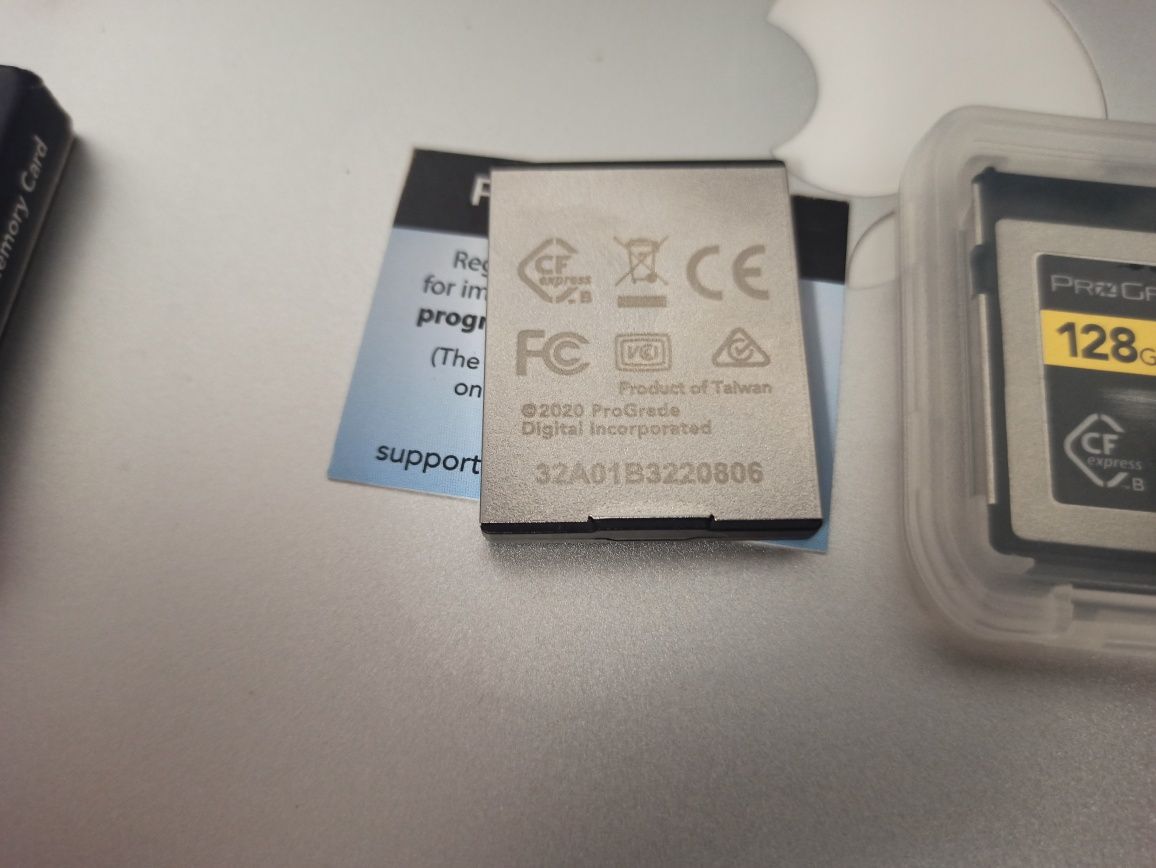 emory Card
Reg
for im
progr
(The
on
support
CF
express
B
CE
FC
VCI
Product of Taiwan
©2020 ProGrade
Digital Incorporated
32A01B3220806
PROGR
128G
CF
express
B